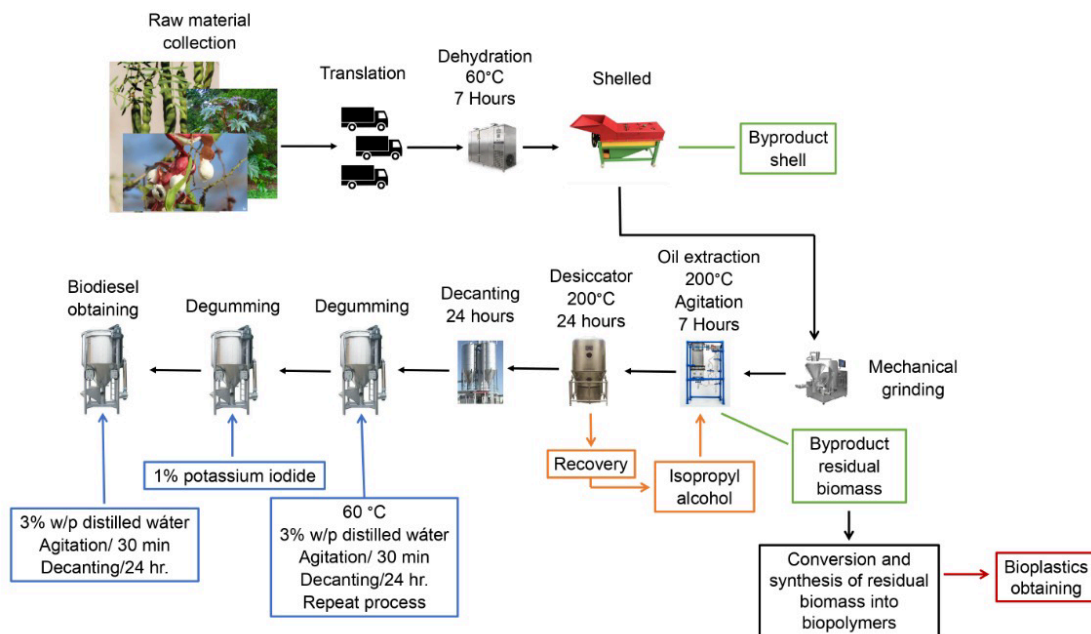 Raw material
collection
Translation
Dehydration
60°C
7 Hours
Shelled
Byproduct
shell
Biodiesel
obtaining
Degumming
Degumming
Decanting
24 hours
Desiccator
200°C
24 hours
Oil extraction
200°C
Agitation
7 Hours
Mechanical
grinding
1% potassium iodide
Recovery
Isopropyl
alcohol
Byproduct
residual
biomass
3% w/p distilled wáter
Agitation/ 30 min
Decanting/24 hr.
60 °C
3% w/p distilled wáter
Agitation/ 30 min
Decanting/24 hr.
Repeat process
Conversion and
synthesis of residual
biomass into
biopolymers
Bioplastics
obtaining